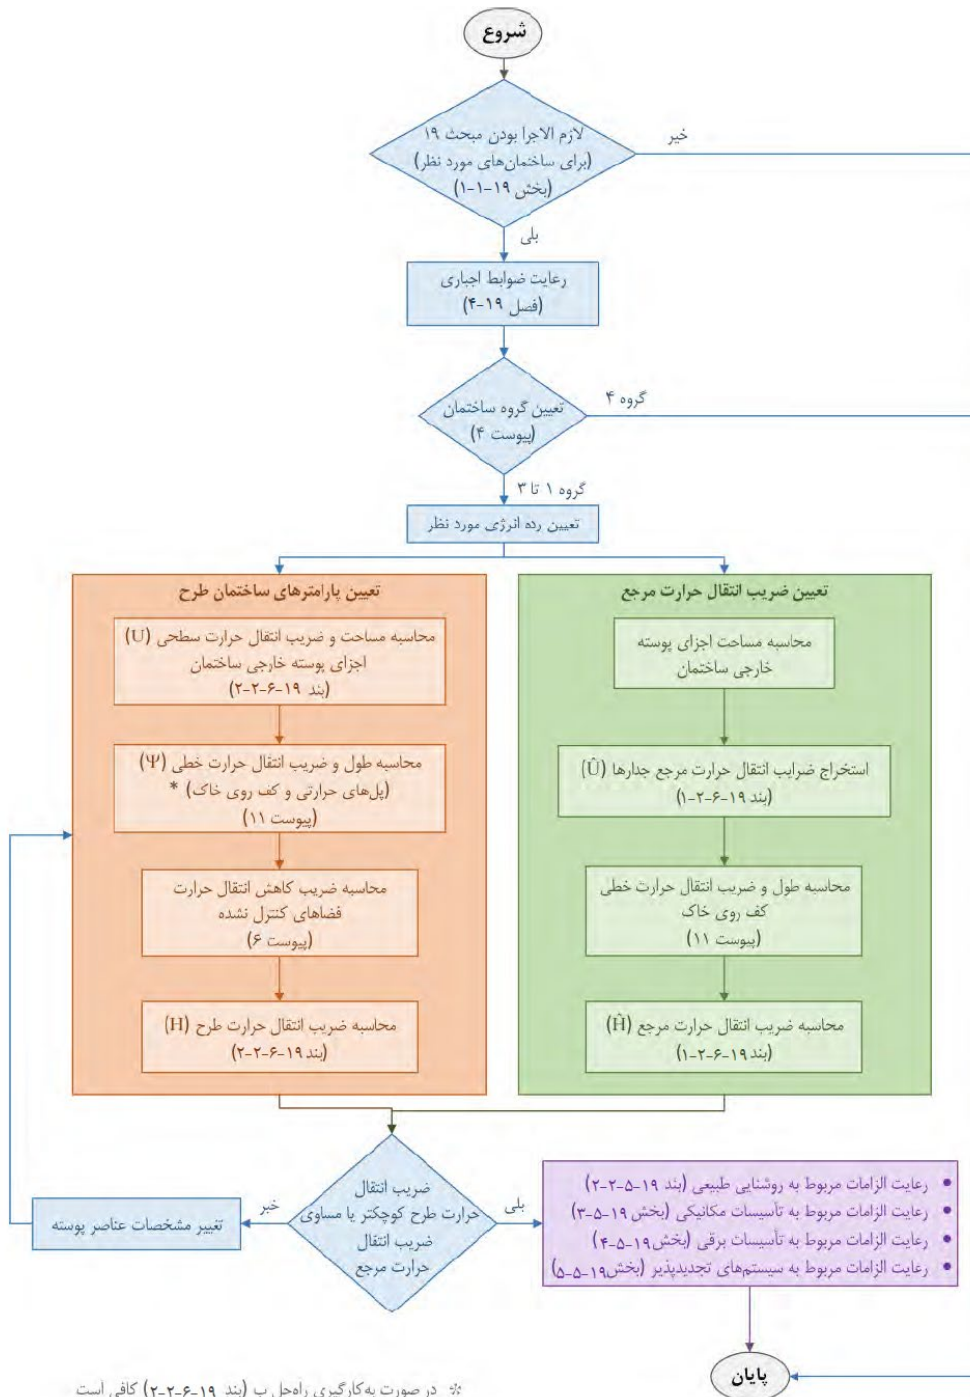 شروع
لازم الاجرا بودن مبحث ۱۹
(برای ساختمان‌های مورد نظر)
(بخش ۱۹-۱-۱)
خیر
بلی
رعایت ضوابط اجباری
(فصل ۱۹-۴)
تعیین گروه ساختمان
(پیوست ۴)
گروه ۴
گروه ۱ تا ۳
تعیین رده انرژی مورد نظر
تعیین ضریب انتقال حرارت مرجع
محاسبه مساحت اجزای پوسته
خارجی ساختمان
استخراج ضرایب انتقال حرارت مرجع جدارها (Û)
(بند ۱۹-۶-۲-۱)
محاسبه طول و ضریب انتقال حرارت خطی
کف روی خاک
(پیوست ۱۱)
محاسبه ضریب انتقال حرارت مرجع (Ĥ)
(بند ۱۹-۶-۲-۱)
تعیین پارامترهای ساختمان طرح
محاسبه مساحت و ضریب انتقال حرارت سطحی (U)
اجزای پوسته خارجی ساختمان
(بند ۱۹-۶-۲-۲)
محاسبه طول و ضریب انتقال حرارت خطی (Ψ)
(پل‌های حرارتی و کف روی خاک) *
(پیوست ۱۱)
محاسبه ضریب کاهش انتقال حرارت
فضاهای کنترل نشده
(پیوست ۶)
محاسبه ضریب انتقال حرارت طرح (H)
(بند ۱۹-۶-۲-۲)
ضریب انتقال
حرارت طرح کوچکتر یا مساوی
ضریب انتقال
حرارت مرجع
بلی
خیر
تغییر مشخصات عناصر پوسته
• رعایت الزامات مربوط به روشنایی طبیعی (بند ۱۹-۵-۲-۲)
• رعایت الزامات مربوط به تأسیسات مکانیکی (بخش ۱۹-۵-۳)
• رعایت الزامات مربوط به تأسیسات برقی (بخش ۱۹-۵-۴)
• رعایت الزامات مربوط به سیستم‌های تجدیدپذیر (بخش ۱۹-۵-۵)
پایان
* در صورت به‌کارگیری راه‌حل ب (بند ۱۹-۶-۲-۲) کافی است